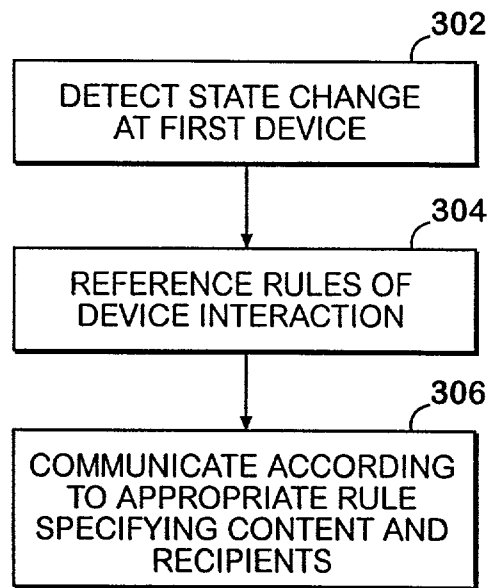 302
DETECT STATE CHANGE
AT FIRST DEVICE
304
REFERENCE RULES OF
DEVICE INTERACTION
306
COMMUNICATE ACCORDING
TO APPROPRIATE RULE
SPECIFYING CONTENT AND
RECIPIENTS